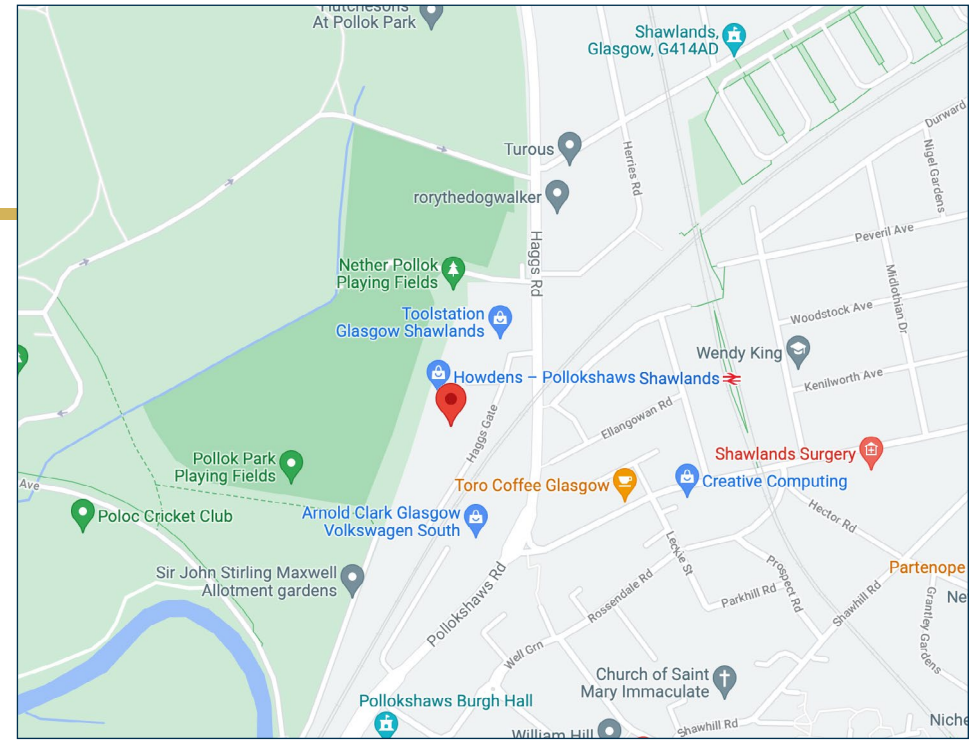 Hutchesons'
At Pollok Park
Shawlands,
Glasgow, G414AD
Durward
Nigel Gardens
Turous
Herries Rd
rorythedogwalker
Peveril Ave
Haggs Rd
Nether Pollok
Playing Fields
Midlothian Dr
Woodstock Ave
Toolstation
Glasgow Shawlands
Wendy King
Howdens – Pollokshaws
Shawlands
Kenilworth Ave
Ellangowan Rd
Haggs Gate
Shawlands Surgery
Pollok Park
Playing Fields
Toro Coffee Glasgow
Creative Computing
Ave
Poloc Cricket Club
Arnold Clark Glasgow
Volkswagen South
Hector Rd
Leckie St
Partenope
Sir John Stirling Maxwell
Allotment gardens
Prospect Rd
Pollokshaws Rd
Rossendale Rd
Parkhill Rd
Shawhill Rd
Grantley Gardens
Ne
Well Grn
Church of Saint
Mary Immaculate
Pollokshaws Burgh Hall
Niche
Shawhill Rd
William Hill